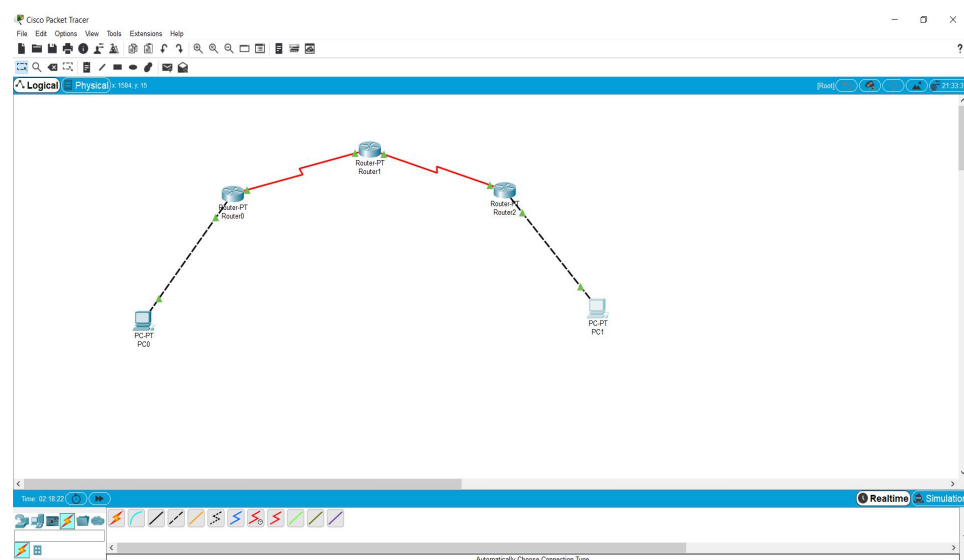 Cisco Packet Tracer
File Edit Options View Tools Extensions Help
?
Logical Physical x: 1584, y: 15 [Root] 21:33:3
Router-PT
Router1
Router-PT
Router0
Router-PT
Router2
PC-PT
PC0
PC-PT
PC1
Time: 02:18:22 Realtime Simulation
Automatically Choose Connection Type